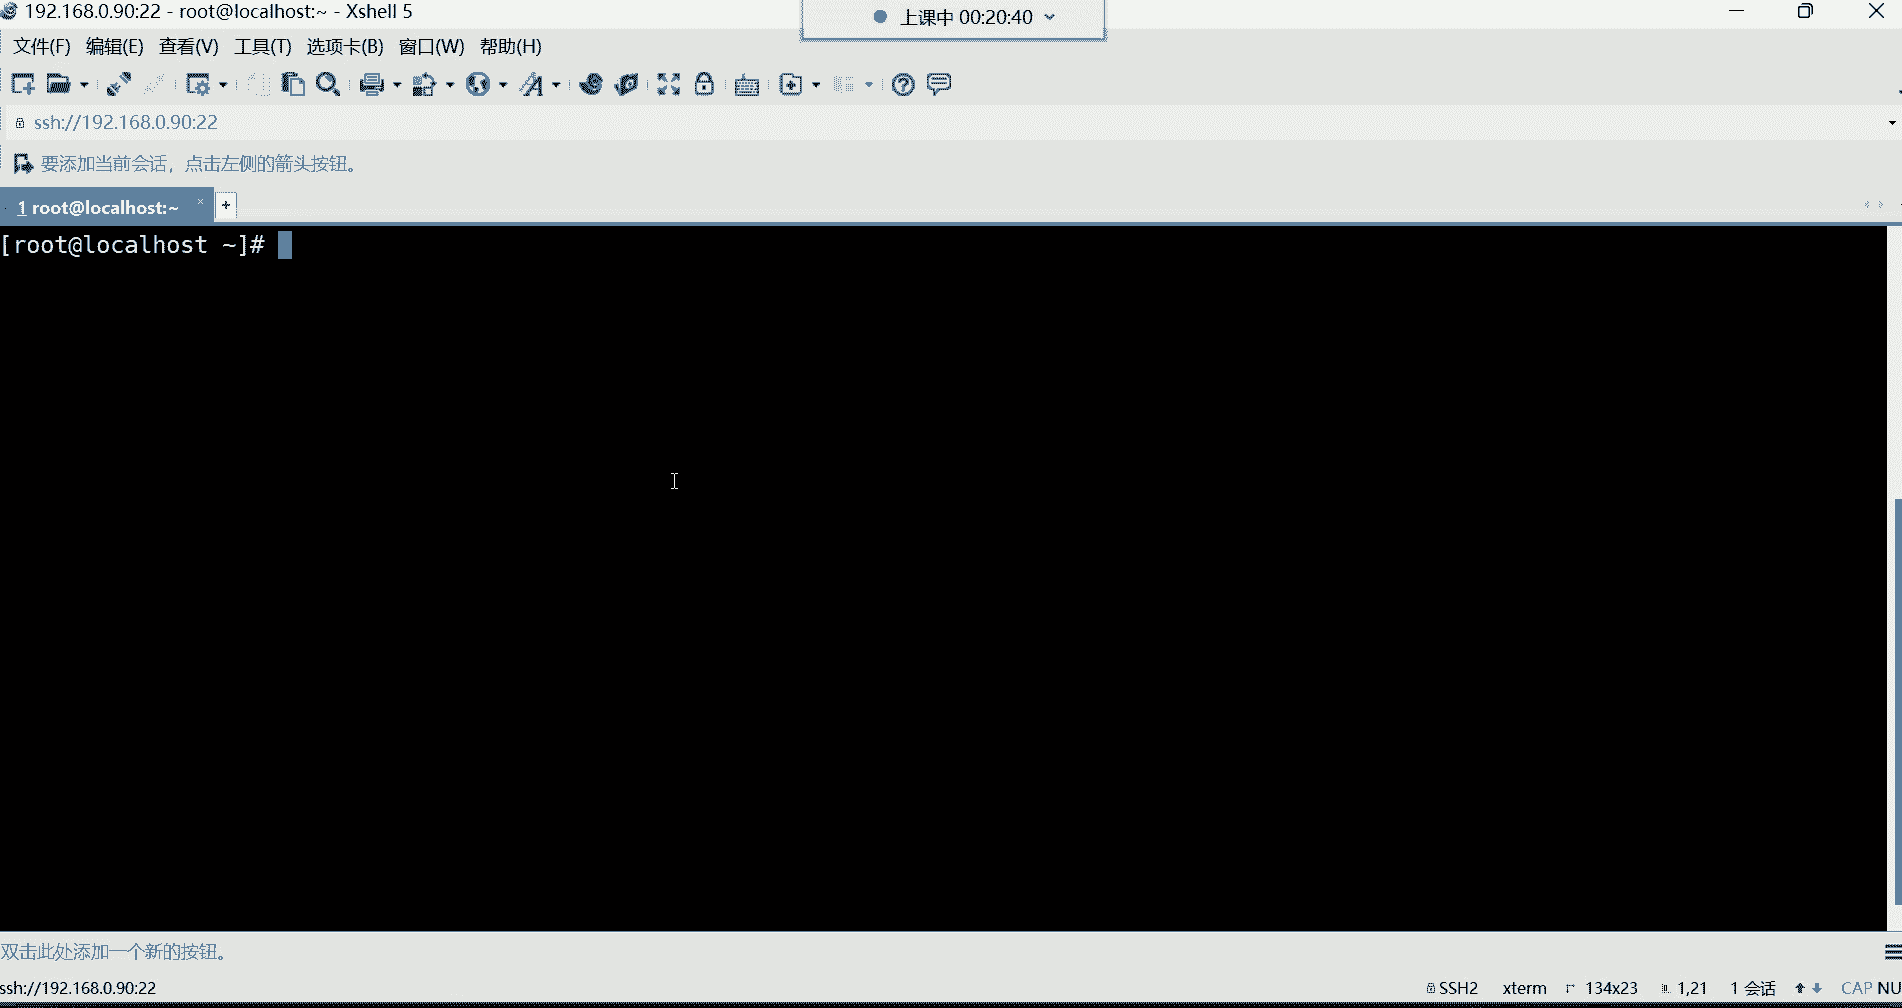 192.168.0.90:22 - root@localhost:~ - Xshell 5
上课中 00:20:40
文件(F) 编辑(E) 查看(V) 工具(T) 选项卡(B) 窗口(W) 帮助(H)
ssh://192.168.0.90:22
要添加当前会话，点击左侧的箭头按钮。
1 root@localhost:~ × +
[root@localhost ~]#
双击此处添加一个新的按钮。
ssh://192.168.0.90:22 SSH2 xterm 134x23 1,21 1 会话 CAP NU